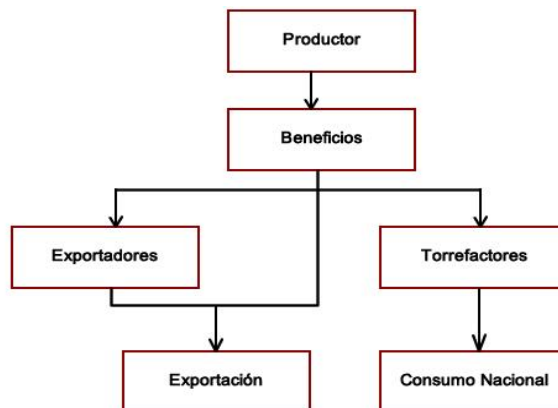 Productor
Beneficios
Exportadores
Torrefactores
Exportación
Consumo Nacional